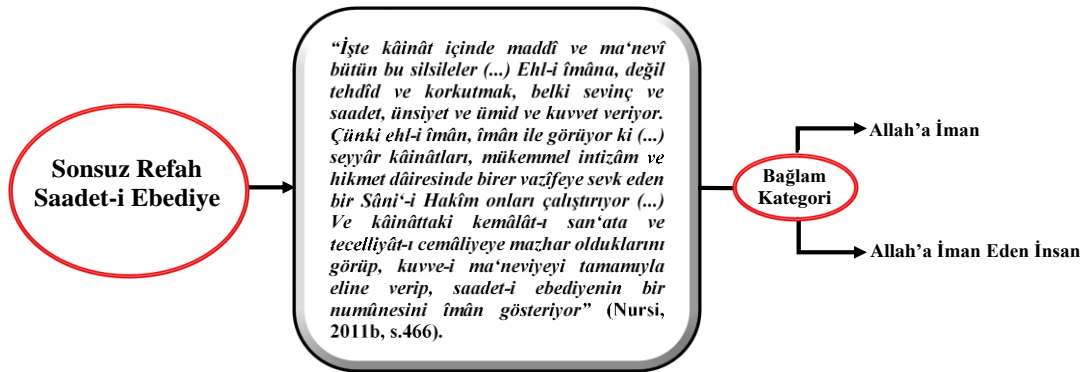 Sonsuz Refah
Saadet-i Ebediye
“İşte kâinât içinde maddî ve ma‘nevî
bütün bu silsileler (...) Ehl-i îmâna, değil
tehdîd ve korkutmak, belki sevinç ve
saadet, ünsiyet ve ümid ve kuvvet veriyor.
Çünki ehl-i îmân, îmân ile görüyor ki (...)
seyyâr kâinâtları, mükemmel intizâm ve
hikmet dâiresinde birer vazîfeye sevk eden
bir Sâni‘-i Hakîm onları çalıştırıyor (...)
Ve kâinâttaki kemâlât-ı san‘ata ve
tecelliyât-ı cemâliyeye mazhar olduklarını
görüp, kuvve-i ma‘neviyeyi tamamıyla
eline verip, saadet-i ebediyenin bir
numûnesini îmân gösteriyor” (Nursi,
2011b, s.466).
Bağlam
Kategori
Allah’a İman
Allah’a İman Eden İnsan